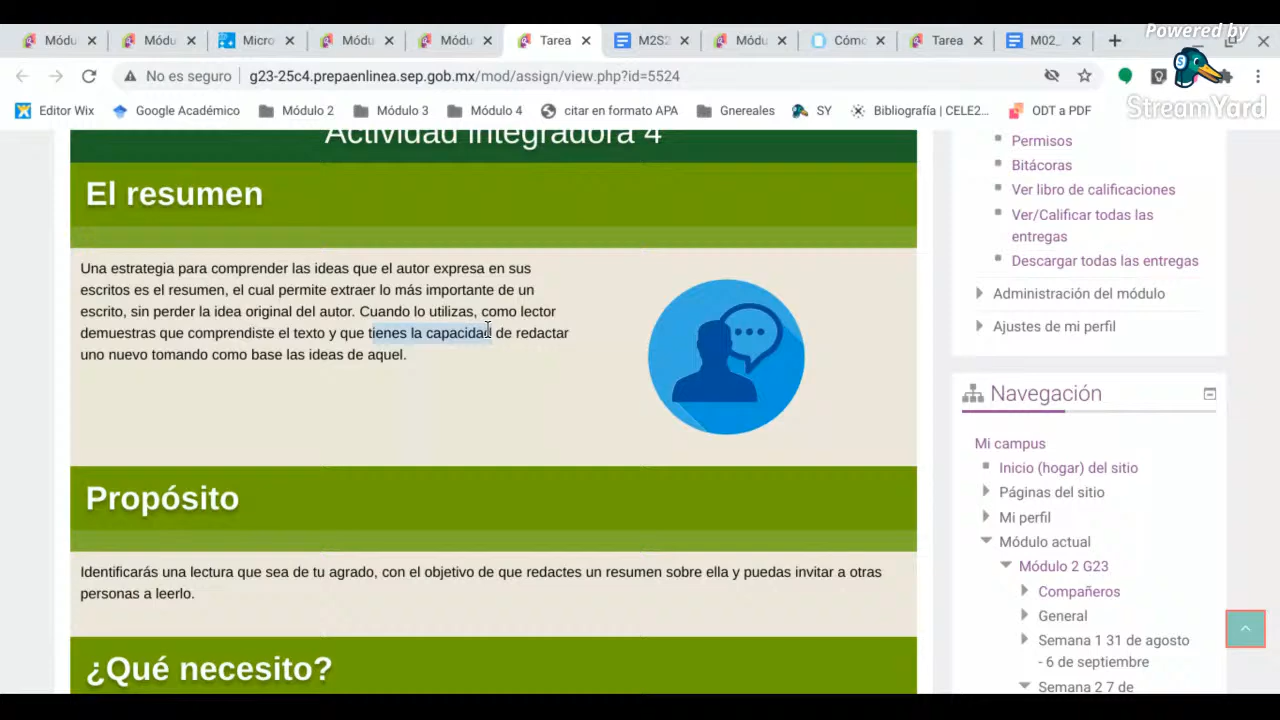 Powered by
StreamYard
Módu
Módu
Micro
Módu
Módu
Tarea
M2S2
Módu
Cómo
Tarea
M02_
No es seguro
g23-25c4.prepaenlinea.sep.gob.mx/mod/assign/view.php?id=5524
Editor Wix
Google Académico
Módulo 2
Módulo 3
Módulo 4
citar en formato APA
Gnereales
SY
Bibliografía | CELE2...
ODT a PDF
Actividad integradora 4
El resumen
Una estrategia para comprender las ideas que el autor expresa en sus
escritos es el resumen, el cual permite extraer lo más importante de un
escrito, sin perder la idea original del autor. Cuando lo utilizas, como lector
demuestras que comprendiste el texto y que tienes la capacidad de redactar
uno nuevo tomando como base las ideas de aquel.
Propósito
Identificarás una lectura que sea de tu agrado, con el objetivo de que redactes un resumen sobre ella y puedas invitar a otras
personas a leerlo.
¿Qué necesito?
Permisos
Bitácoras
Ver libro de calificaciones
Ver/Calificar todas las
entregas
Descargar todas las entregas
Administración del módulo
Ajustes de mi perfil
Navegación
Mi campus
Inicio (hogar) del sitio
Páginas del sitio
Mi perfil
Módulo actual
Módulo 2 G23
Compañeros
General
Semana 1 31 de agosto
- 6 de septiembre
Semana 2 7 de